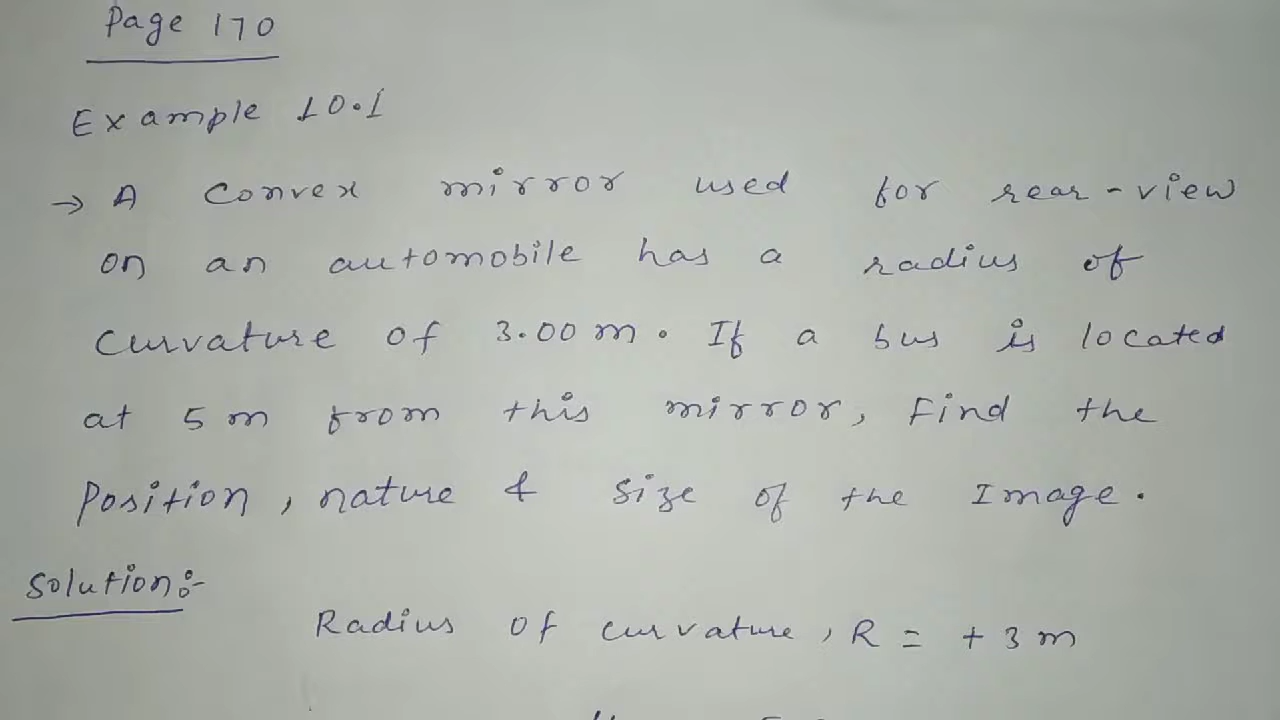 Page 170
Example 10.1
→ A Convex mirror used for rear-view
on an automobile has a radius of
curvature of 3.00 m. If a bus is located
at 5 m from this mirror, Find the
Position, nature & size of the Image.
Solution:-
Radius of curvature, R = + 3 m